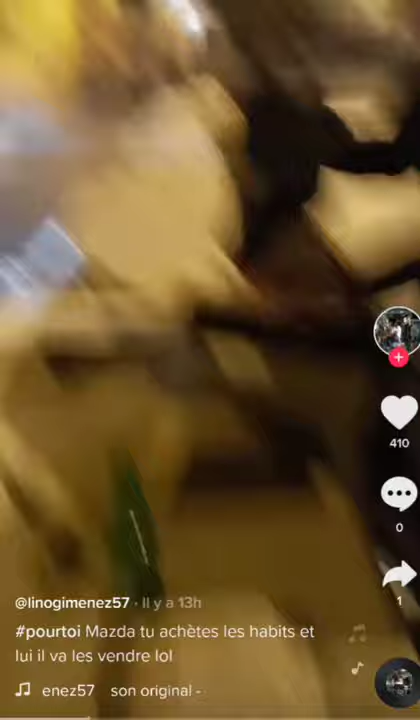 410
0
1
@linogimenez57 · Il y a 13h
#pourtoi Mazda tu achètes les habits et
lui il va les vendre lol
enez57 son original -